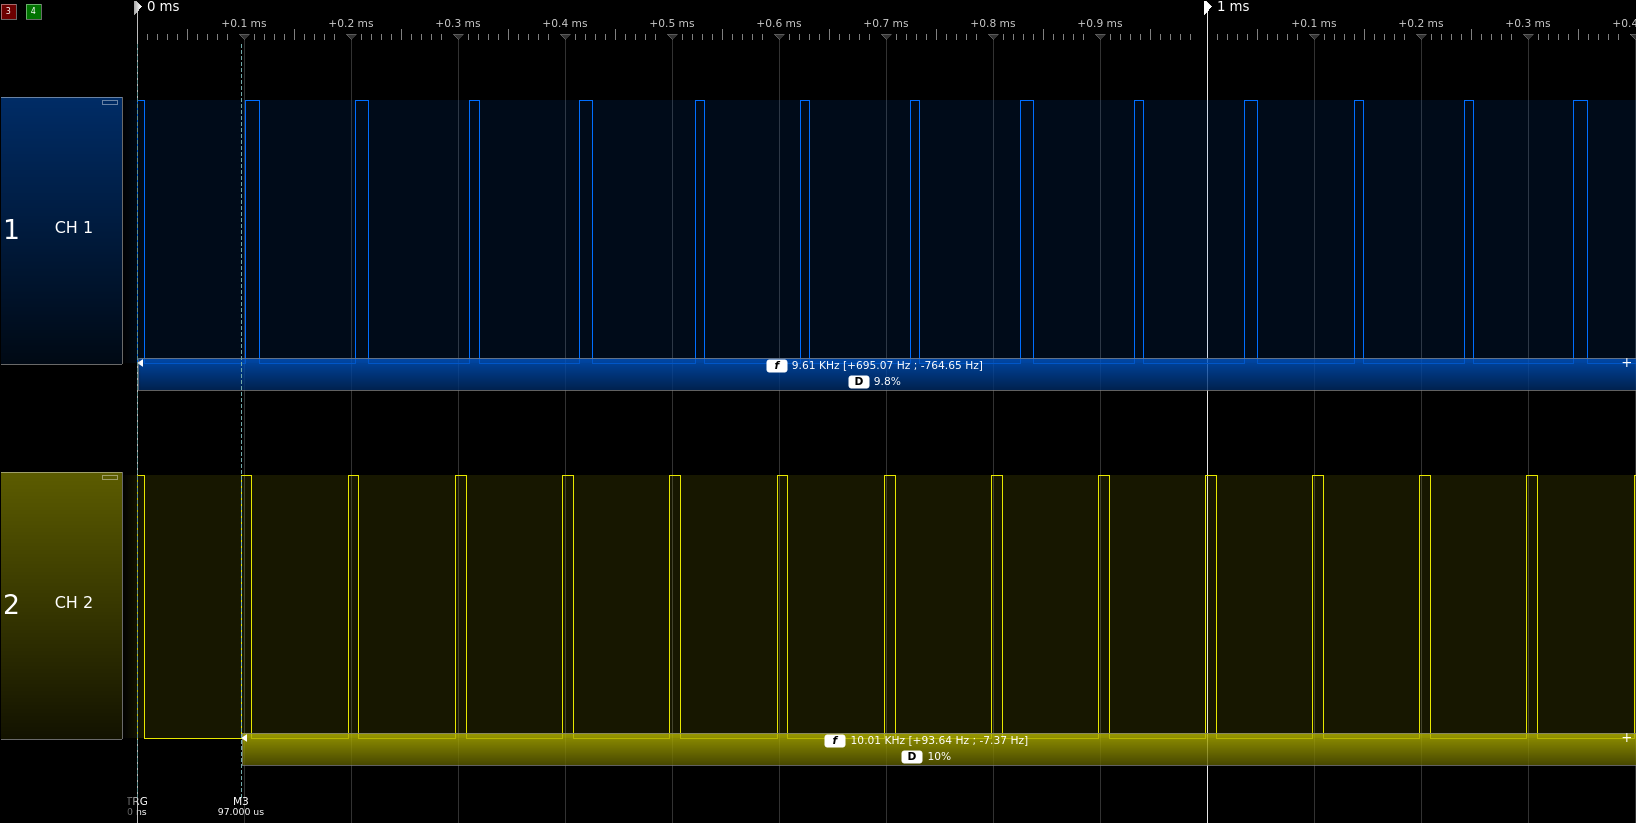 3 4
0 ms 1 ms
+0.1 ms +0.2 ms +0.3 ms +0.4 ms +0.5 ms +0.6 ms +0.7 ms +0.8 ms +0.9 ms +0.1 ms +0.2 ms +0.3 ms +0.4
1 CH 1
f 9.61 KHz [+695.07 Hz ; -764.65 Hz] +
D 9.8%
2 CH 2
f 10.01 KHz [+93.64 Hz ; -7.37 Hz] +
D 10%
TRG M3
0 ns 97.000 us